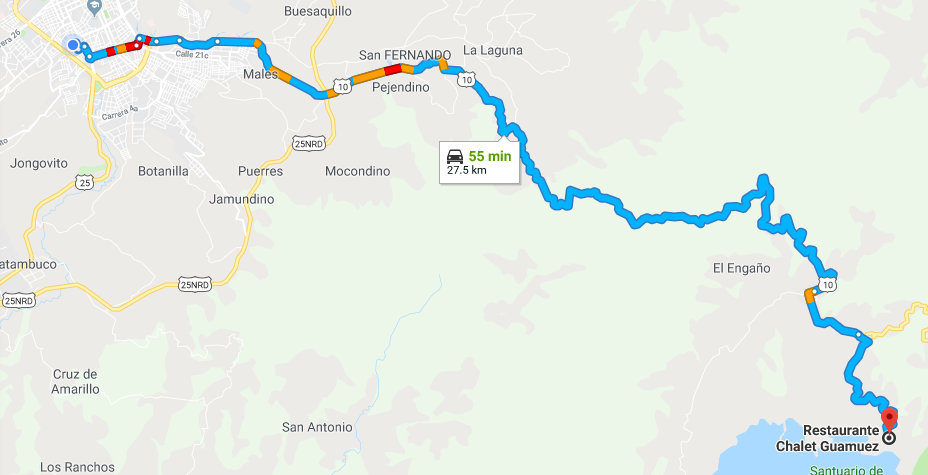 Buesaquillo
Carrera 26
Calle 21c
San FERNANDO
La Laguna
Males
10
10
Pejendino
Carrera 4a
25NRD
55 min
27.5 km
Jongovito
Botanilla
Puerres
Mocondino
25
Jamundino
atambuco
El Engaño
10
25NRD
25NRD
Cruz de
Amarillo
San Antonio
Restaurante
Chalet Guamuez
Los Ranchos
Santuario de